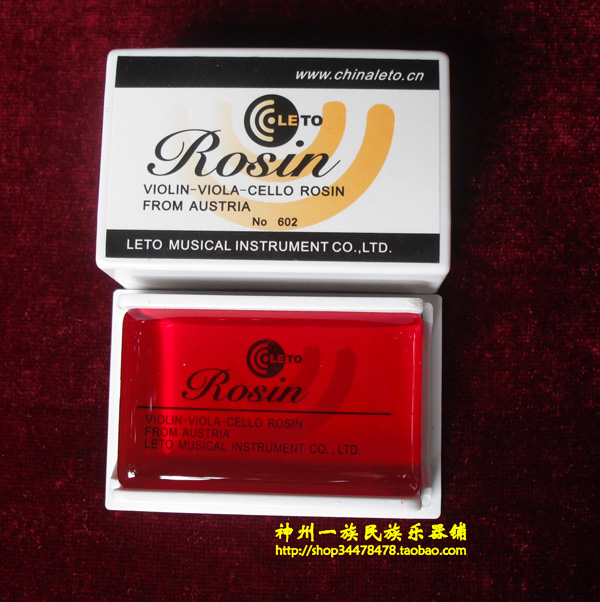 www.chinaleto.cn
LETO
Rosin
VIOLIN-VIOLA-CELLO ROSIN
FROM AUSTRIA
No 602
LETO MUSICAL INSTRUMENT CO.,LTD.
LETO
Rosin
VIOLIN-VIOLA-CELLO ROSIN
FROM AUSTRIA
LETO MUSICAL INSTRUMENT CO.,LTD.
神州一族民族乐器铺
http://shop34478478.taobao.com